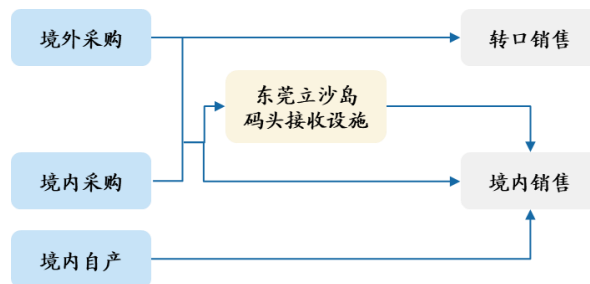 境外采购
转口销售
东莞立沙岛
码头接收设施
境内采购
境内销售
境内自产